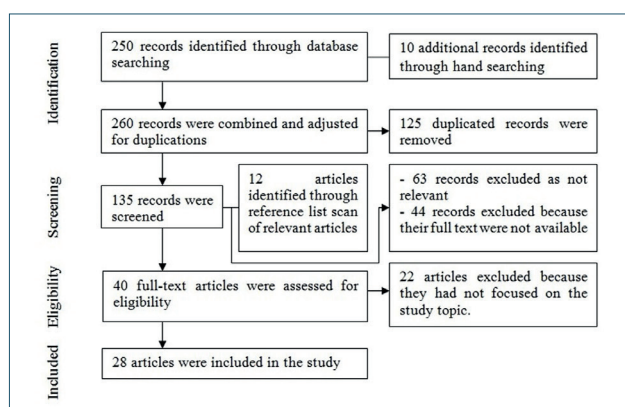 Identification
250 records identified through database
searching
10 additional records identified
through hand searching
260 records were combined and adjusted
for duplications
125 duplicated records were
removed
Screening
135 records were
screened
12 articles
identified through
reference list scan
of relevant articles
- 63 records excluded as not
relevant
- 44 records excluded because
their full text were not available
Eligibility
40 full-text articles were assessed for
eligibility
22 articles excluded because
they had not focused on the
study topic.
Included
28 articles were included in the study